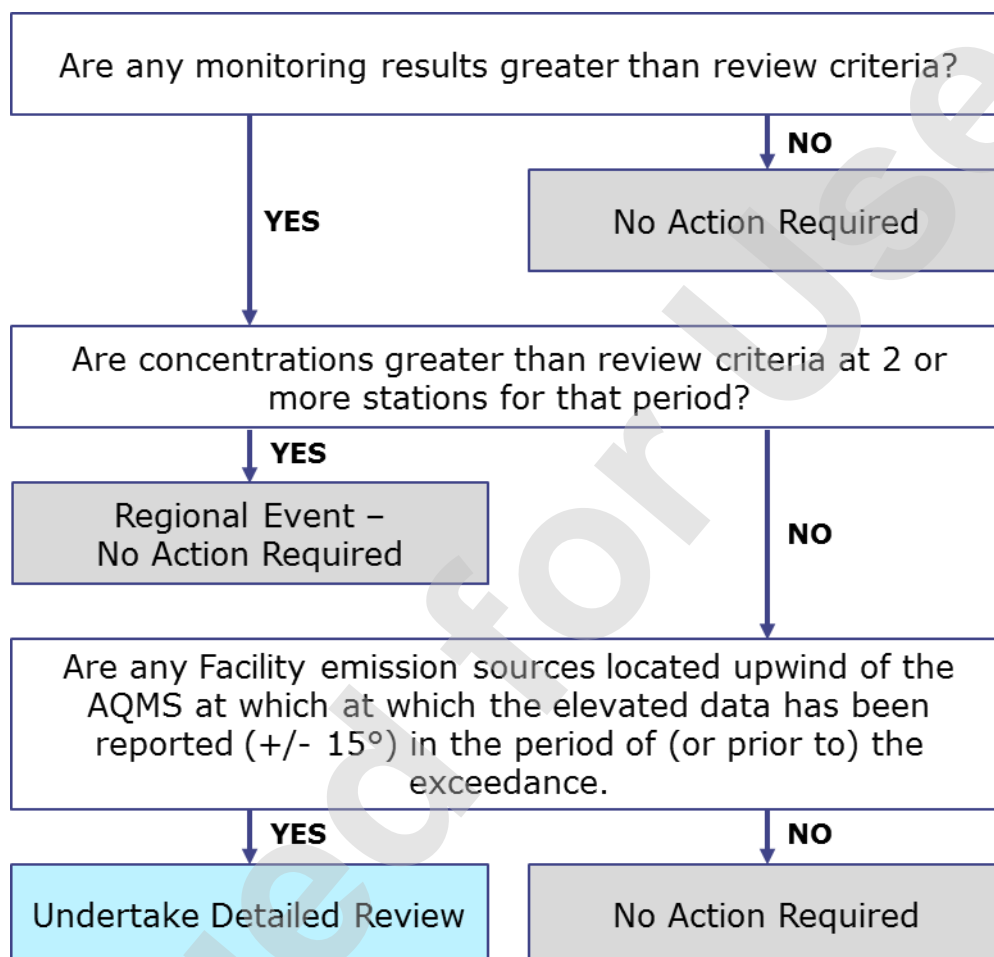 Are any monitoring results greater than review criteria?
NO
No Action Required
YES
Are concentrations greater than review criteria at 2 or
more stations for that period?
YES
Regional Event –
No Action Required
NO
Are any Facility emission sources located upwind of the
AQMS at which at which the elevated data has been
reported (+/- 15°) in the period of (or prior to) the
exceedance.
YES
NO
Undertake Detailed Review
No Action Required
ed for Use